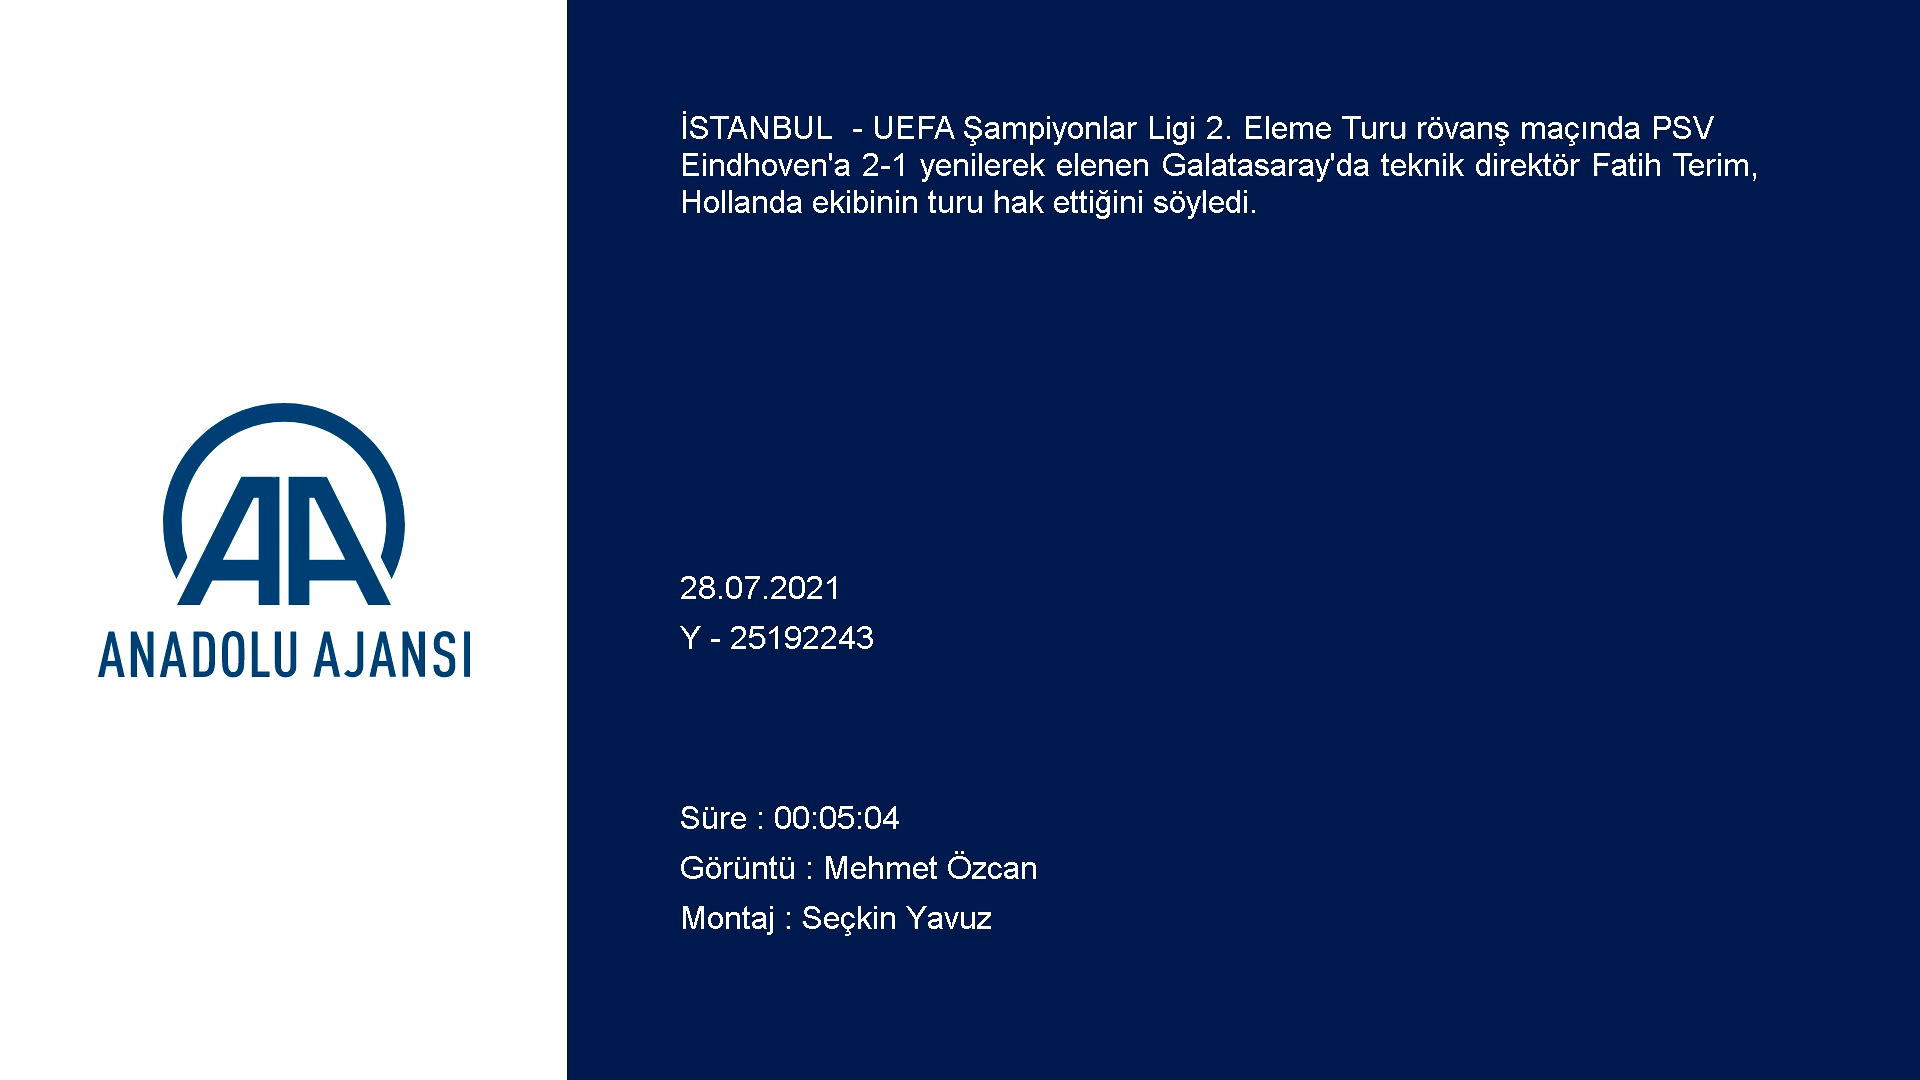 İSTANBUL  - UEFA Şampiyonlar Ligi 2. Eleme Turu rövanş maçında PSV
Eindhoven'a 2-1 yenilerek elenen Galatasaray'da teknik direktör Fatih Terim,
Hollanda ekibinin turu hak ettiğini söyledi.
AA
ANADOLU AJANSI
28.07.2021
Y - 25192243
Süre : 00:05:04
Görüntü : Mehmet Özcan
Montaj : Seçkin Yavuz